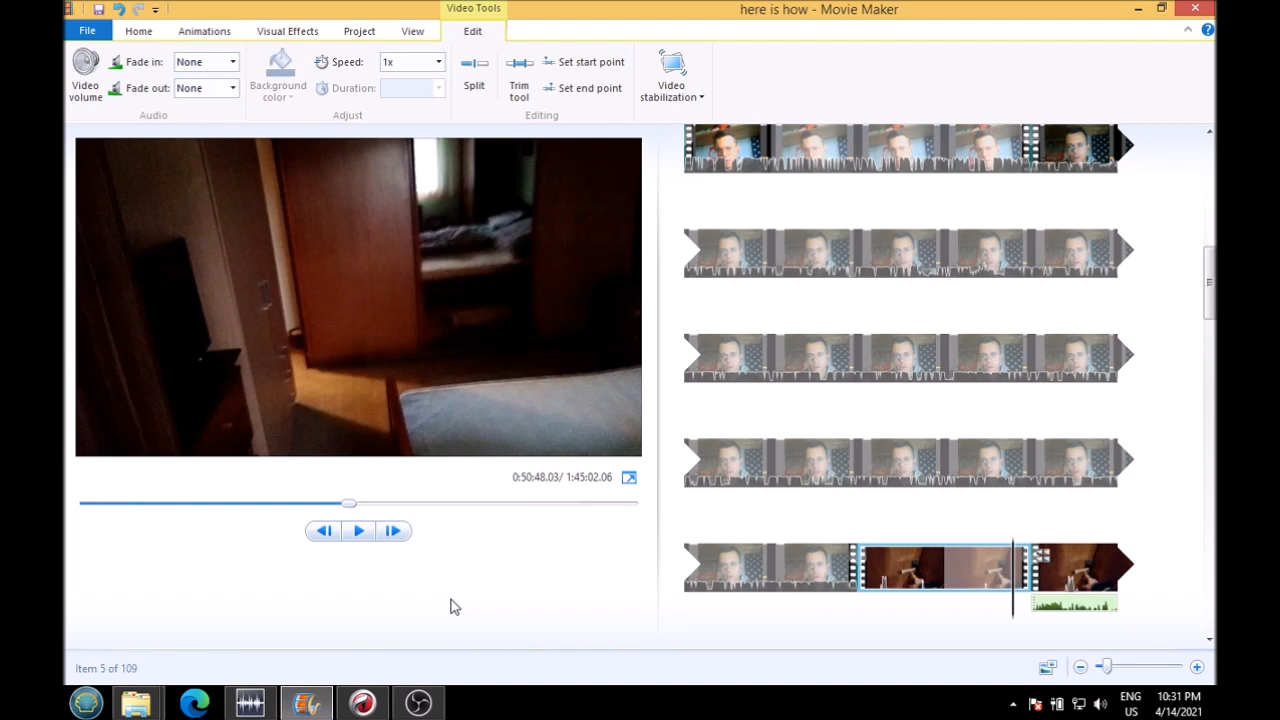 Video Tools
here is how - Movie Maker
File Home Animations Visual Effects Project View Edit
Video volume
Fade in: None
Fade out: None
Audio
Background color
Speed: 1x
Duration:
Adjust
Split
Trim tool
Set start point
Set end point
Editing
Video stabilization
0:50:48.03/ 1:45:02.06
Item 5 of 109
ENG
US
10:31 PM
4/14/2021